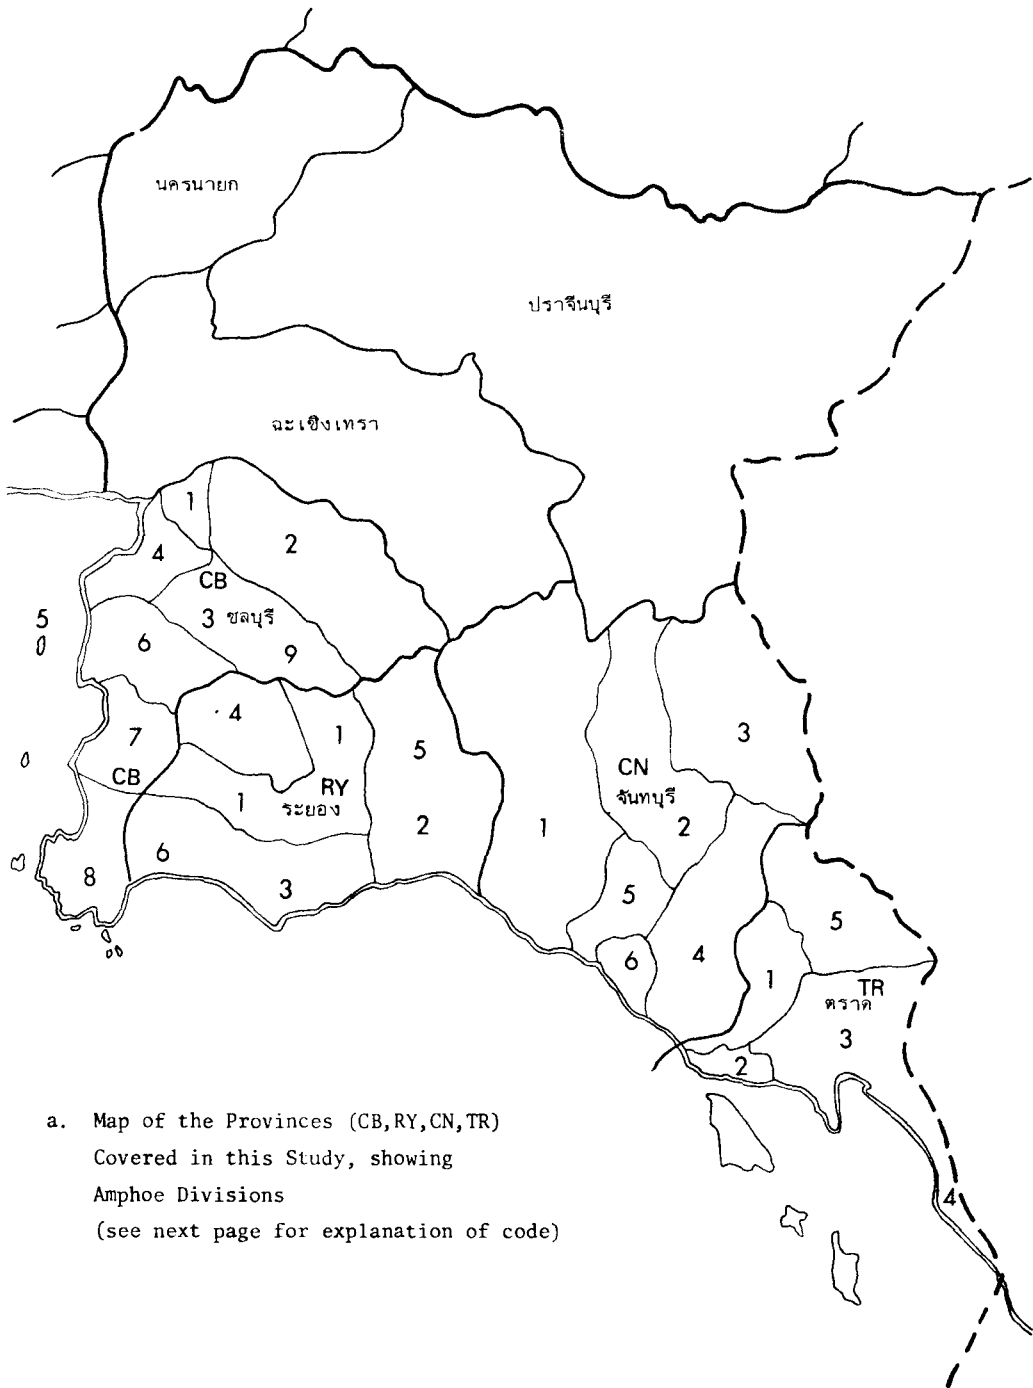 นครนายก
ปราจีนบุรี
ฉะเชิงเทรา
1
2
4
CB
5
3 ชลบุรี
6
9
4
1
3
7
5
CB
RY
CN
1
ระยอง
จันทบุรี
2
1
2
6
8
3
5
5
6
4
1
TR
ตราด
3
2
4
a. Map of the Provinces (CB,RY,CN,TR)
Covered in this Study, showing
Amphoe Divisions
(see next page for explanation of code)